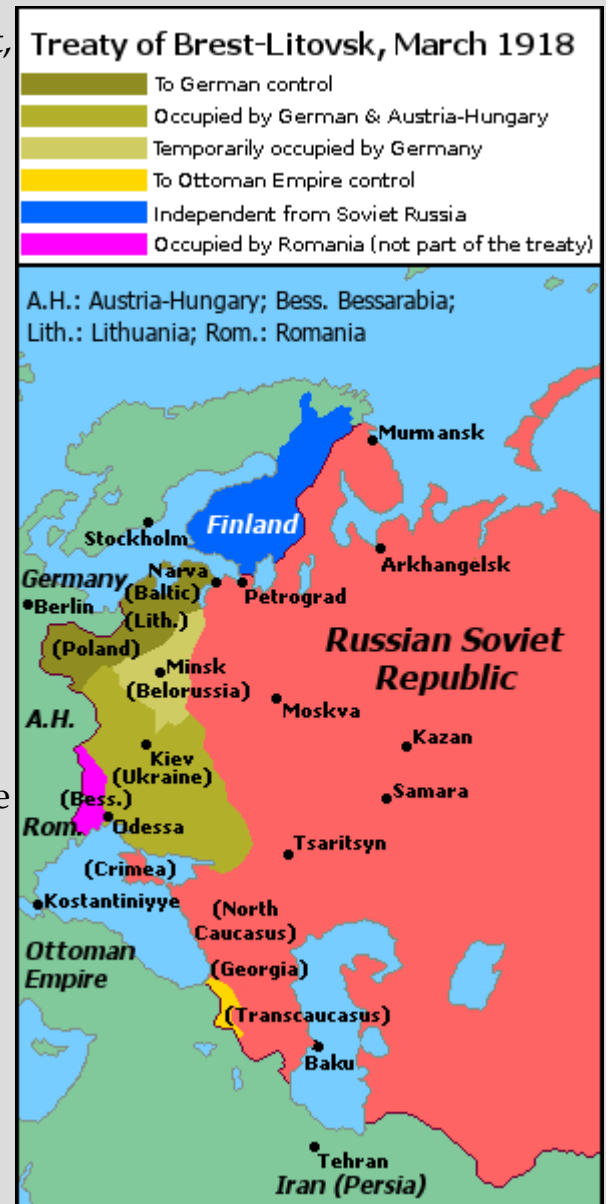 t,
Treaty of Brest-Litovsk, March 1918
To German control
Occupied by German & Austria-Hungary
Temporarily occupied by Germany
To Ottoman Empire control
Independent from Soviet Russia
Occupied by Romania (not part of the treaty)
A.H.: Austria-Hungary; Bess. Bessarabia;
Lith.: Lithuania; Rom.: Romania
Murmansk
Finland
Stockholm
Arkhangelsk
Narva
Germany
(Baltic)
Petrograd
Berlin
(Lith.)
(Poland)
Russian Soviet
Republic
Minsk
(Belorussia)
Moskva
A.H.
Kazan
Kiev
(Ukraine)
Samara
e
(Bess.)
Rom.
Odessa
Tsaritsyn
(Crimea)
Kostantiniyye
(North
Caucasus)
Ottoman
Empire
(Georgia)
(Transcaucasus)
Baku
Tehran
Iran (Persia)